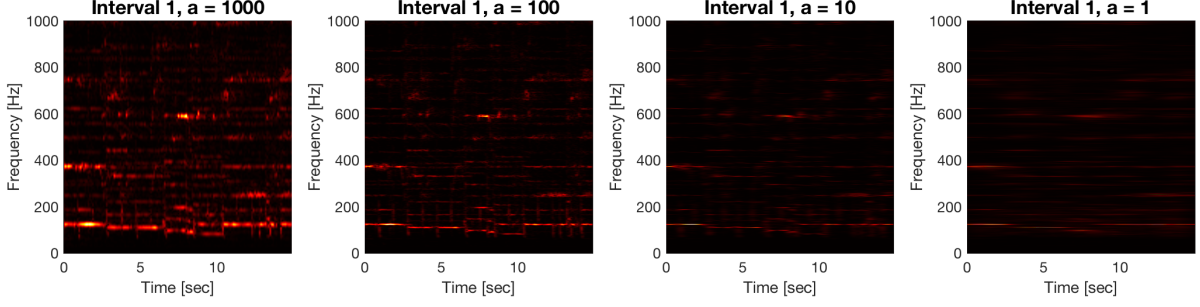 Interval 1, a = 1000
1000
800
600
400
200
0
Frequency [Hz]
0 5 10
Time [sec]
Interval 1, a = 100
1000
800
600
400
200
0
Frequency [Hz]
0 5 10
Time [sec]
Interval 1, a = 10
1000
800
600
400
200
0
Frequency [Hz]
0 5 10
Time [sec]
Interval 1, a = 1
1000
800
600
400
200
0
Frequency [Hz]
0 5 10
Time [sec]